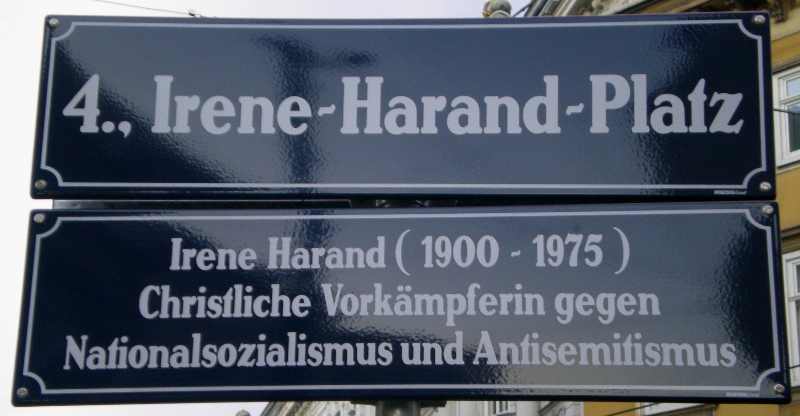 4., Irene-Harand-Platz
Irene Harand ( 1900 - 1975 )
Christliche Vorkämpferin gegen
Nationalsozialismus und Antisemitismus